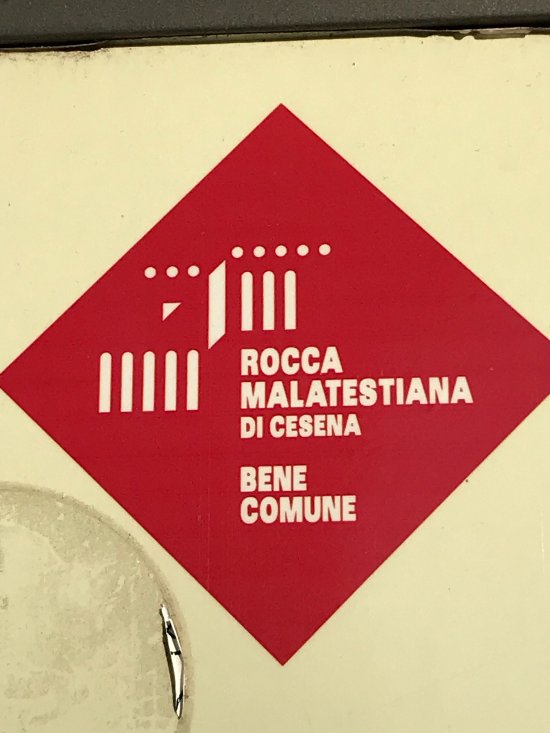 ROCCA
MALATESTIANA
DI CESENA
BENE
COMUNE